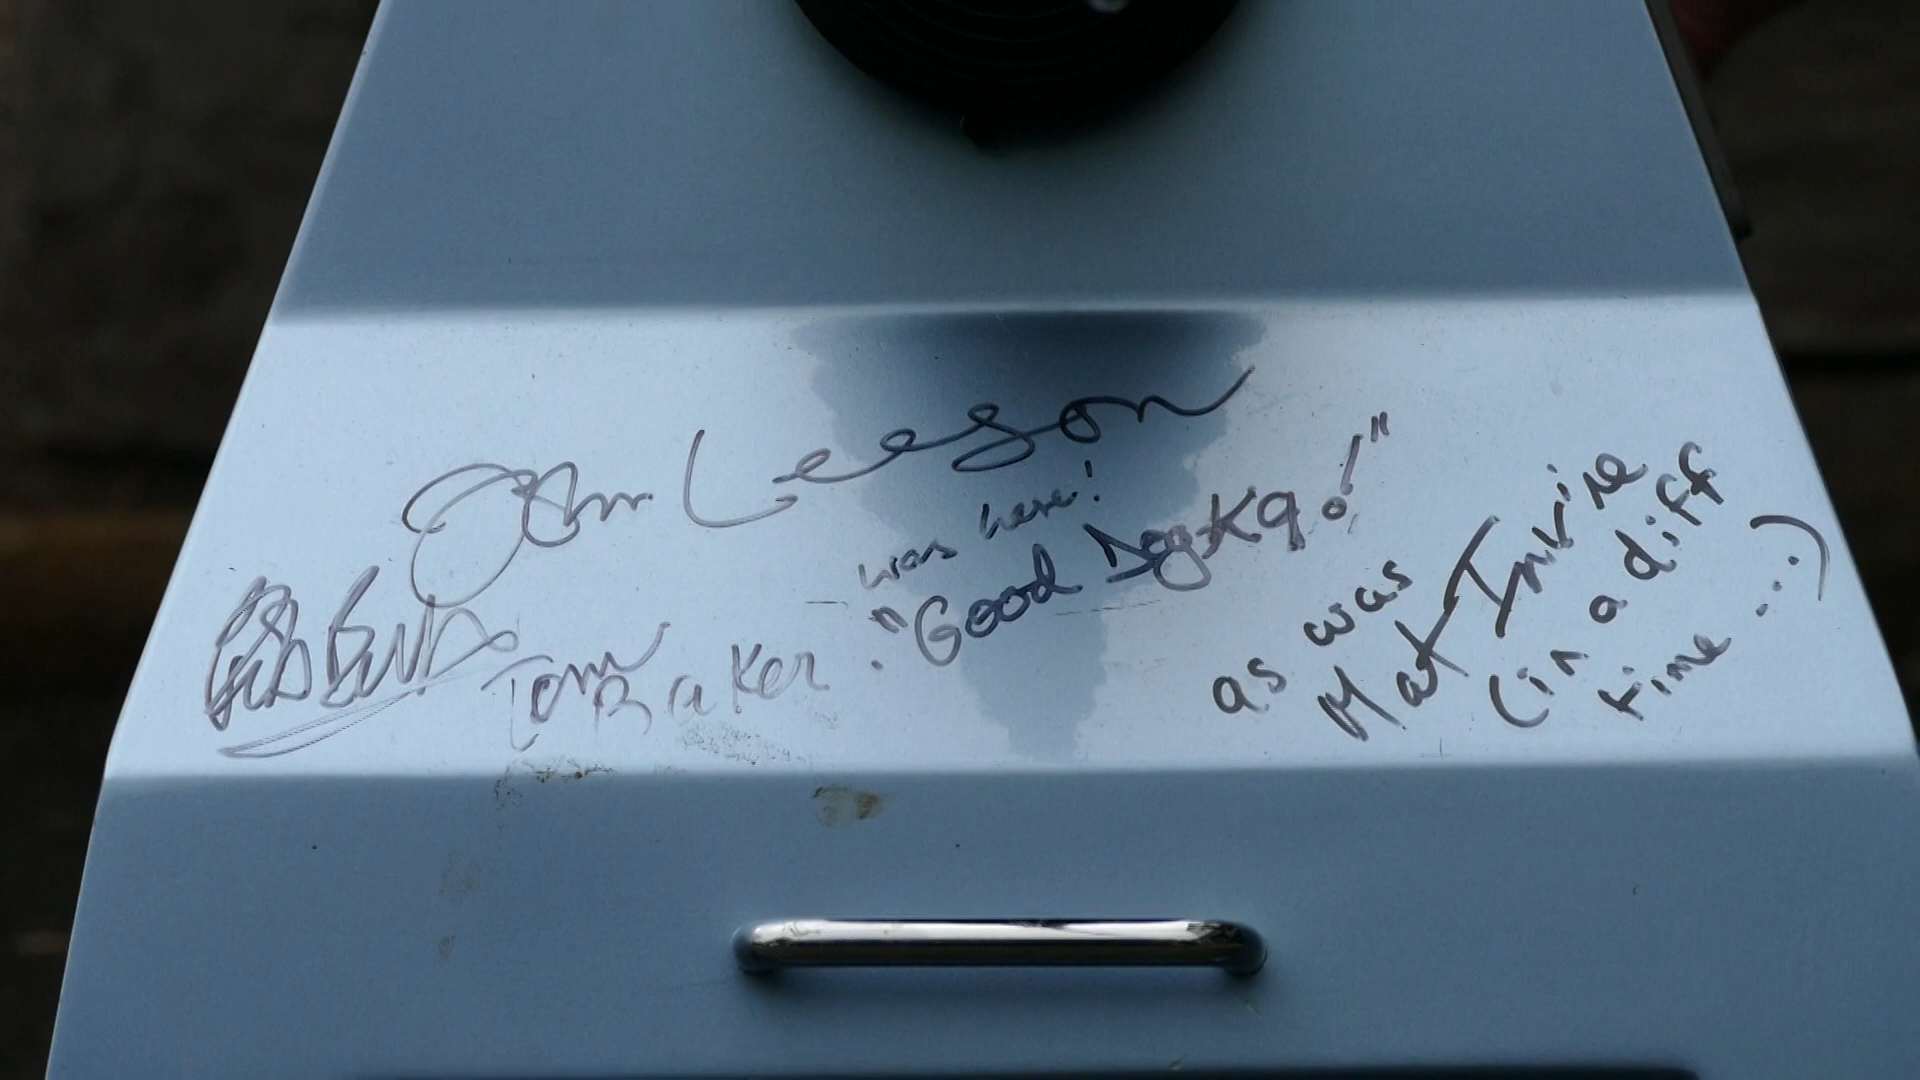 John Leeson
was here!
Tom Baker. "Good Dog K9!"
as was
Mat Irvine
(in a diff
time...)